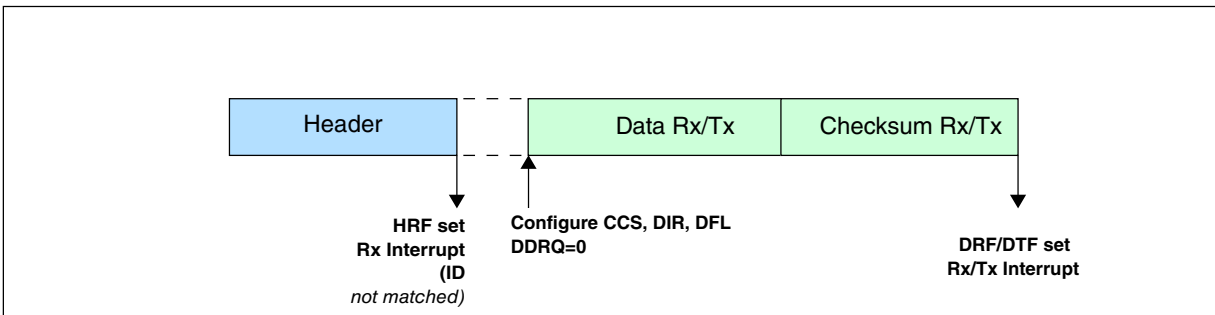 Header
Data Rx/Tx
Checksum Rx/Tx
HRF set
Rx Interrupt
(ID
not matched)
Configure CCS, DIR, DFL
DDRQ=0
DRF/DTF set
Rx/Tx Interrupt